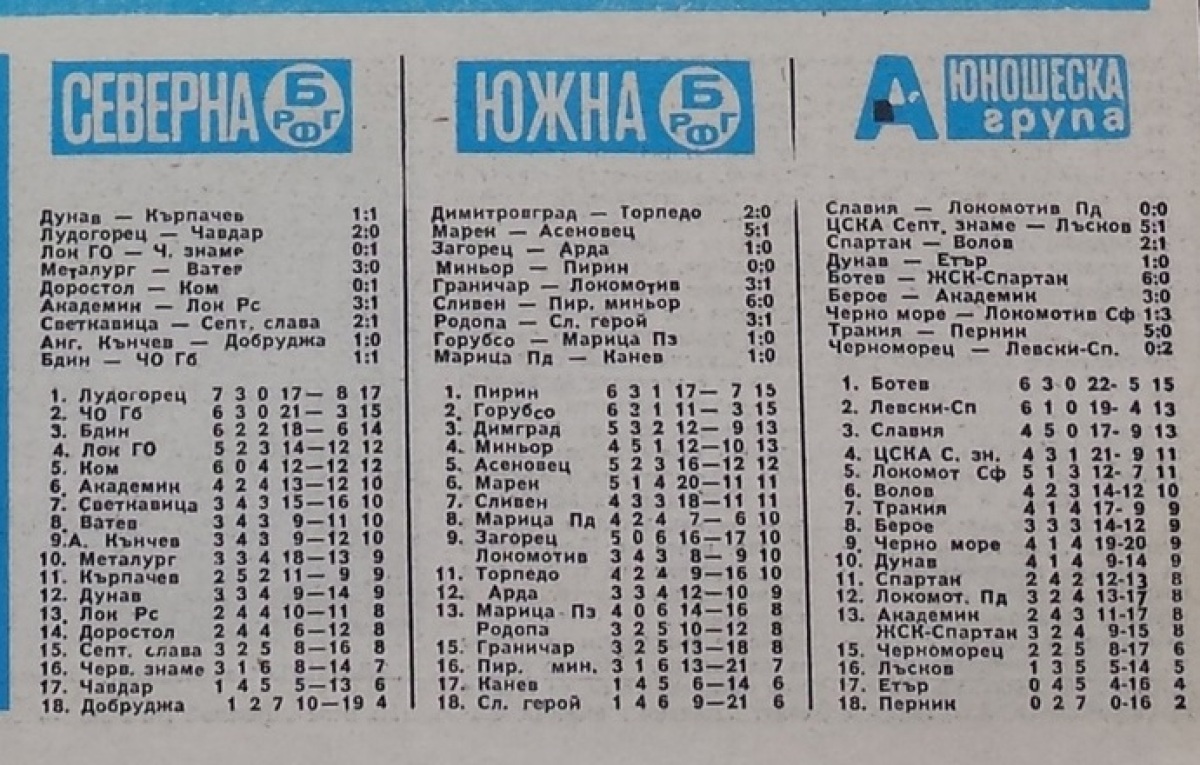 СЕВЕРНА Б РФГ
Дунав — Кърпачев 1:1
Лудогорец — Чавдар 2:0
Лон ГО — Ч. знаме 0:1
Металург — Ватев 3:0
Доростол — Ком 0:1
Академик — Лок Рс 3:1
Светкавица — Септ. слава 2:1
Анг. Кънчев — Добруджа 1:0
Бдин — ЧО Гб 1:1
1. Лудогорец 7 3 0 17— 8 17
2. ЧО Гб 6 3 0 21— 3 15
3. Бдин 6 2 2 18— 6 14
4. Лок ГО 5 2 3 14—12 12
5. Ком 6 0 4 12—12 12
6. Академик 4 2 4 13—12 10
7. Светкавица 3 4 3 15—16 10
8. Ватев 3 4 3 9—11 10
9.А. Кънчев 3 4 3 9—12 10
10. Металург 3 3 4 18—13 9
11. Кърпачев 2 5 2 11— 9 9
12. Дунав 3 3 4 9—14 9
13. Лок Рс 2 4 4 10—11 8
14. Доростол 2 4 4 6—12 8
15. Септ. слава 3 2 5 8—16 8
16. Черв. знаме 3 1 6 8—14 7
17. Чавдар 1 4 5 5—13 6
18. Добруджа 1 2 7 10—19 4
ЮЖНА Б РФГ
Димитровград — Торпедо 2:0
Марек — Асеновец 5:1
Загорец — Арда 1:0
Миньор — Пирин 0:0
Граничар — Локомотив 3:1
Сливен — Пир. миньор 6:0
Родопа — Сл. герой 3:1
Горубсо — Марица Пз 1:0
Марица Пд — Канев 1:0
1. Пирин 6 3 1 17— 7 15
2. Горубсо 6 3 1 11— 3 15
3. Димград 5 3 2 12— 9 13
4. Миньор 4 5 1 12—10 13
5. Асеновец 5 2 3 16—12 12
6. Марек 5 1 4 20—11 11
7. Сливен 4 3 3 18—11 11
8. Марица Пд 4 2 4 7— 6 10
9. Загорец 5 0 6 16—17 10
Локомотив 3 4 3 8— 9 10
11. Торпедо 4 2 4 9—16 10
12. Арда 3 3 4 12—10 9
13. Марица Пз 4 0 6 14—16 8
Родопа 3 2 5 10—12 8
15. Граничар 3 2 5 13—18 8
16. Пир. мин. 3 1 6 13—21 7
17. Канев 1 4 5 6—14 6
18. Сл. герой 1 4 6 9—21 6
А ЮНОШЕСКА
група
Славия — Локомотив Пд 0:0
ЦСКА Септ. знаме — Лъсков 5:1
Спартак — Волов 2:1
Дунав — Етър 1:0
Ботев — ЖСК-Спартак 6:0
Берое — Академик 3:0
Черно море — Локомотив Сф 1:3
Тракия — Перник 5:0
Черноморец — Левски-Сп. 0:2
1. Ботев 6 3 0 22- 5 15
2. Левски-Сп 6 1 0 19- 4 13
3. Славия 4 5 0 17- 9 13
4. ЦСКА С. зн. 4 3 1 21- 9 11
5. Локомот Сф 5 1 3 12-7 11
6. Волов 4 2 3 14-12 10
7. Тракия 4 1 4 17- 9 9
8. Берое 3 3 3 14-12 9
9. Черно море 4 1 4 19-20 9
10. Дунав 4 1 4 9-14 9
11. Спартак 2 4 2 12-13 8
12. Локомот. Пд 3 2 4 13-17 8
13. Академик 2 4 3 11-17 8
ЖСК-Спартак 3 2 4 9-15 8
15. Черноморец 2 2 5 8-17 6
16. Лъсков 1 3 5 5-14 5
17. Етър 0 4 5 4-16 4
18. Перник 0 2 7 0-16 2